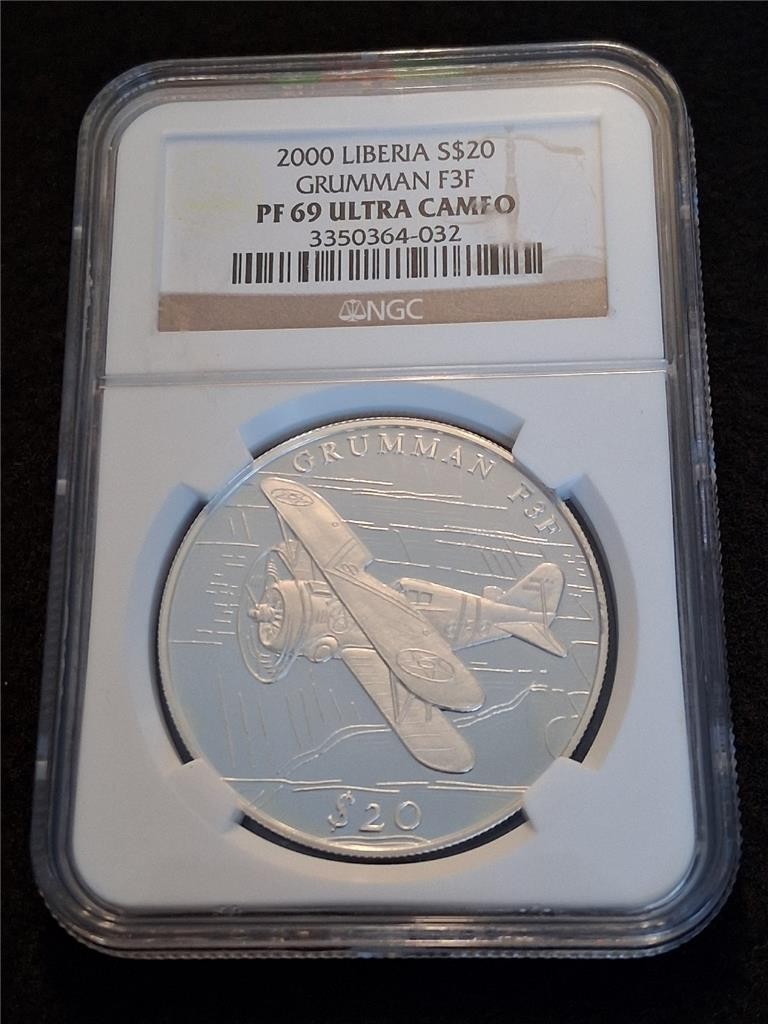 2000 LIBERIA S$20
GRUMMAN F3F
PF 69 ULTRA CAMEO
3350364-032
NGC
GRUMMAN F3F
$20